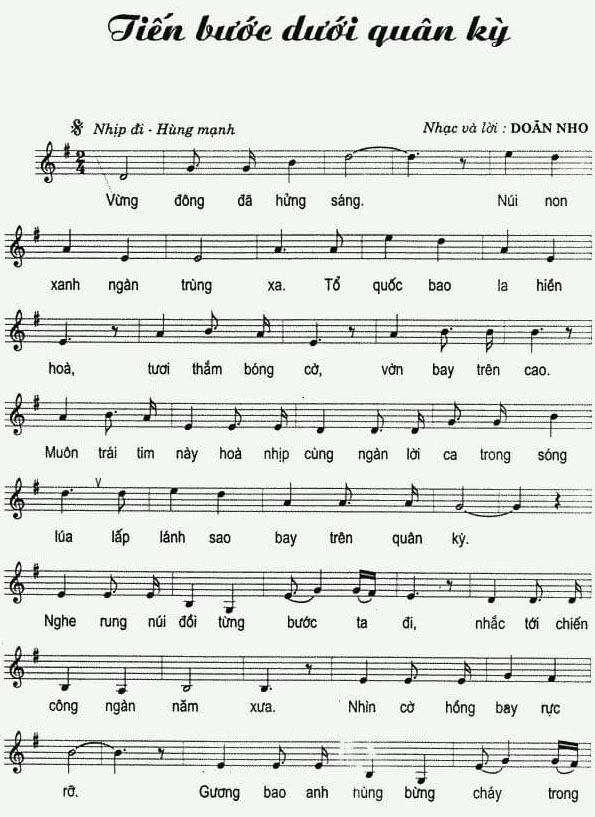 Tiến bước dưới quân kỳ
Nhịp đi - Hùng mạnh
Nhạc và lời : DOÃN NHO
2
4
Vừng đông đã hửng sáng. Núi non
xanh ngàn trùng xa. Tổ quốc bao la hiền
hoà, tươi thắm bóng cờ, vờn bay trên cao.
Muôn trái tim này hoà nhịp cùng ngàn lời ca trong sóng
lúa lấp lánh sao bay trên quân kỳ.
Nghe rung núi đồi từng bước ta đi, nhắc tới chiến
công ngàn năm xưa. Nhìn cờ hồng bay rực
rỡ. Gương bao anh hùng bừng cháy trong